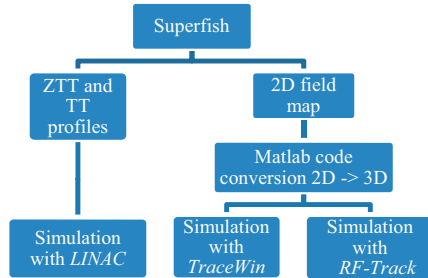 Superfish
ZTT and
TT
profiles
2D field
map
Matlab code
conversion 2D -> 3D
Simulation
with LINAC
Simulation
with
TraceWin
Simulation
with
RF-Track